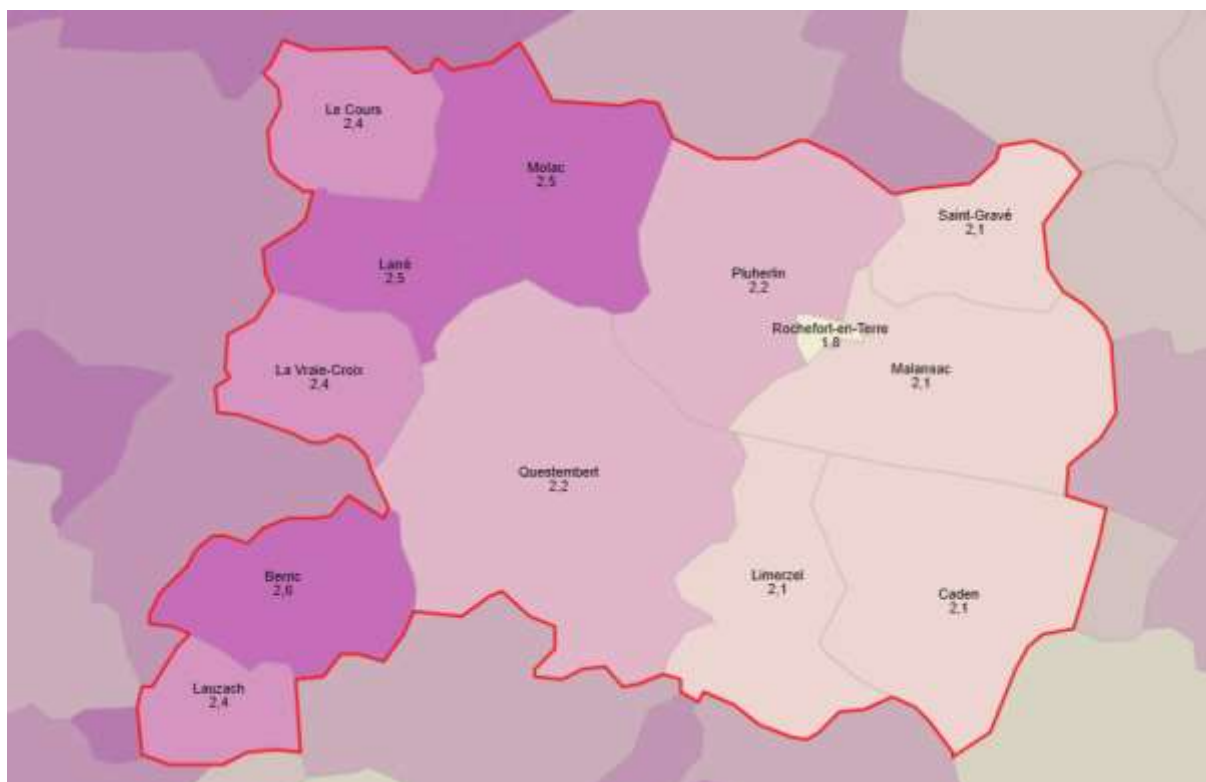 Le Cours
2,4
Molac
2,5
Saint-Gravé
2,1
Larré
2,5
Pluherlin
2,2
Rochefort-en-Terre
1,8
La Vraie-Croix
2,4
Malansac
2,1
Questembert
2,2
Berric
2,6
Limerzel
2,1
Caden
2,1
Lauzach
2,4